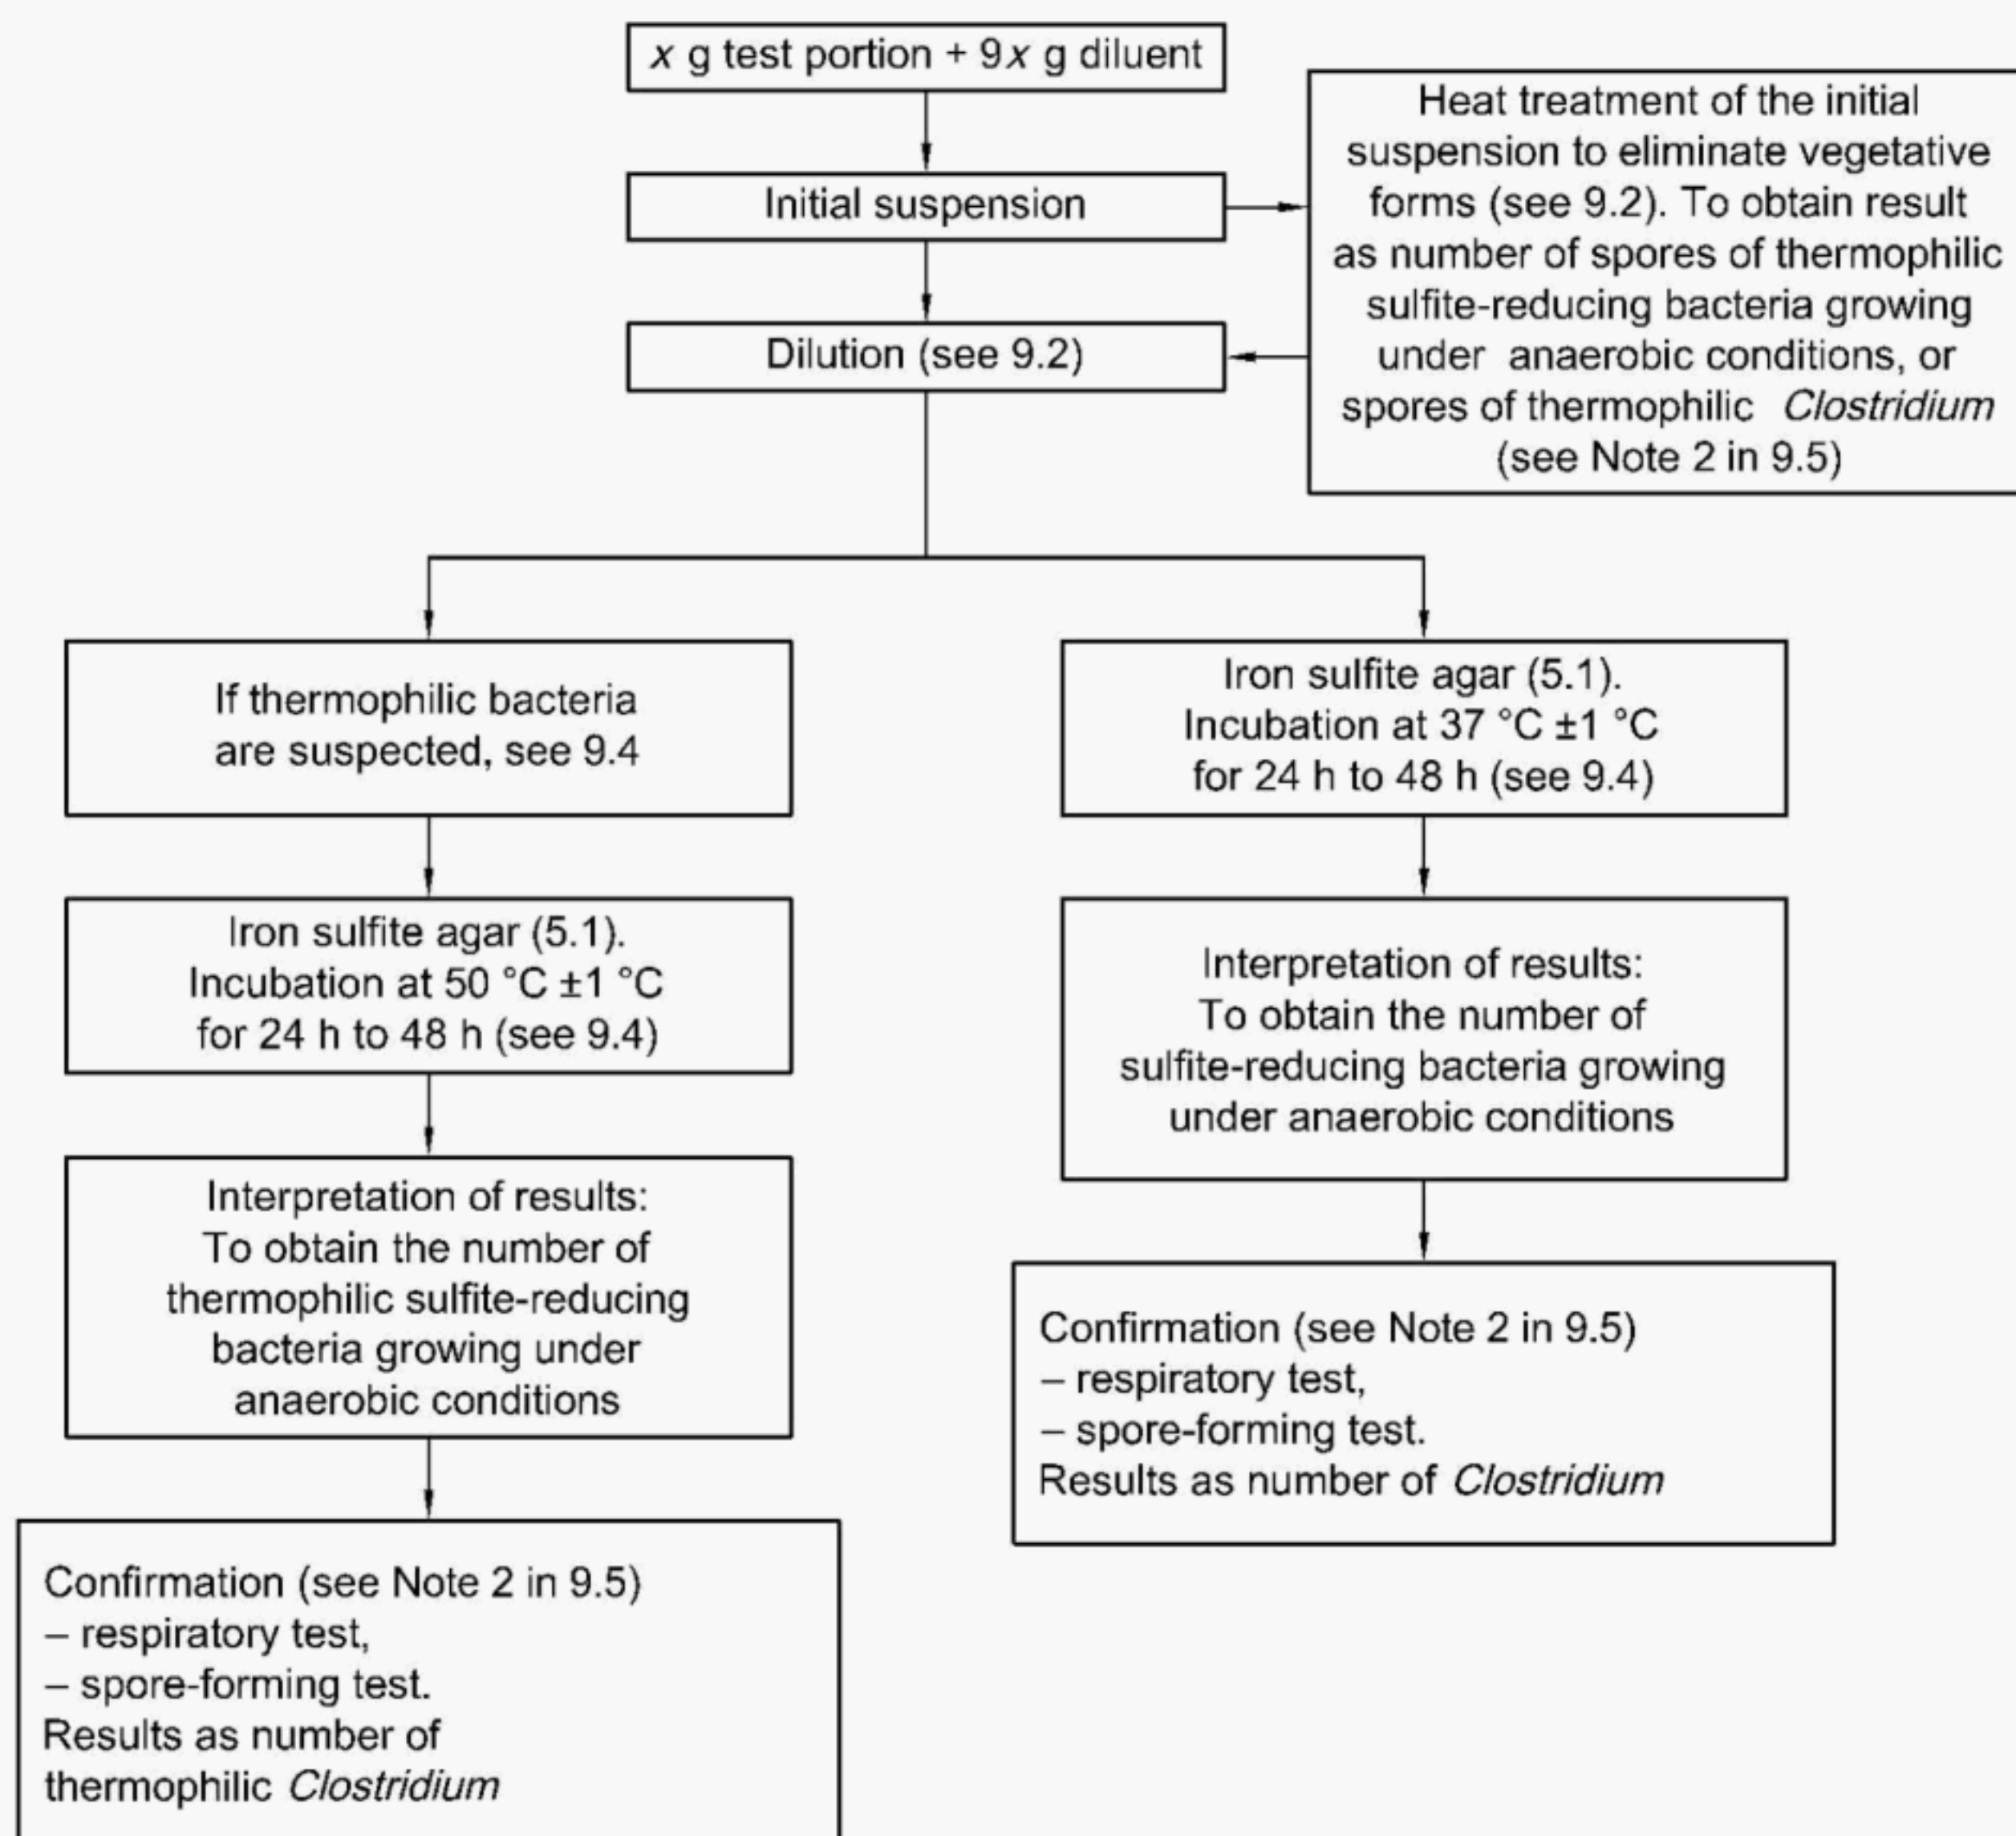 x g test portion + 9x g diluent
Heat treatment of the initial
suspension to eliminate vegetative
forms (see 9.2). To obtain result
as number of spores of thermophilic
sulfite-reducing bacteria growing
under anaerobic conditions, or
spores of thermophilic Clostridium
(see Note 2 in 9.5)
Initial suspension
Dilution (see 9.2)
If thermophilic bacteria
are suspected, see 9.4
Iron sulfite agar (5.1).
Incubation at 50 °C ±1 °C
for 24 h to 48 h (see 9.4)
Interpretation of results:
To obtain the number of
thermophilic sulfite-reducing
bacteria growing under
anaerobic conditions
Confirmation (see Note 2 in 9.5)
– respiratory test,
– spore-forming test.
Results as number of
thermophilic Clostridium
Iron sulfite agar (5.1).
Incubation at 37 °C ±1 °C
for 24 h to 48 h (see 9.4)
Interpretation of results:
To obtain the number of
sulfite-reducing bacteria growing
under anaerobic conditions
Confirmation (see Note 2 in 9.5)
– respiratory test,
– spore-forming test.
Results as number of Clostridium